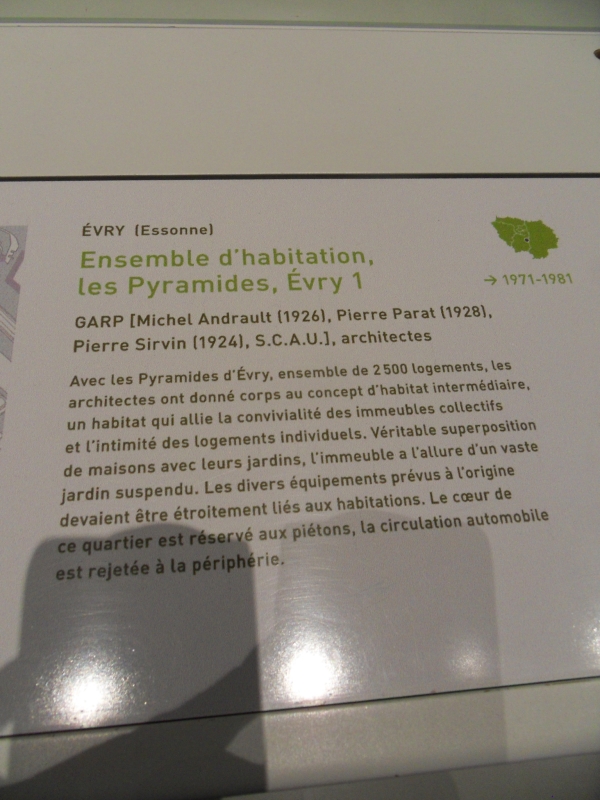 ÉVRY (Essonne)
Ensemble d'habitation,
les Pyramides, Évry 1
→ 1971-1981
GARP [Michel Andrault (1926), Pierre Parat (1928),
Pierre Sirvin (1924), S.C.A.U.], architectes
Avec les Pyramides d'Évry, ensemble de 2 500 logements, les
architectes ont donné corps au concept d'habitat intermédiaire,
un habitat qui allie la convivialité des immeubles collectifs
et l'intimité des logements individuels. Véritable superposition
de maisons avec leurs jardins, l'immeuble a l'allure d'un vaste
jardin suspendu. Les divers équipements prévus à l'origine
devaient être étroitement liés aux habitations. Le cœur de
ce quartier est réservé aux piétons, la circulation automobile
est rejetée à la périphérie.